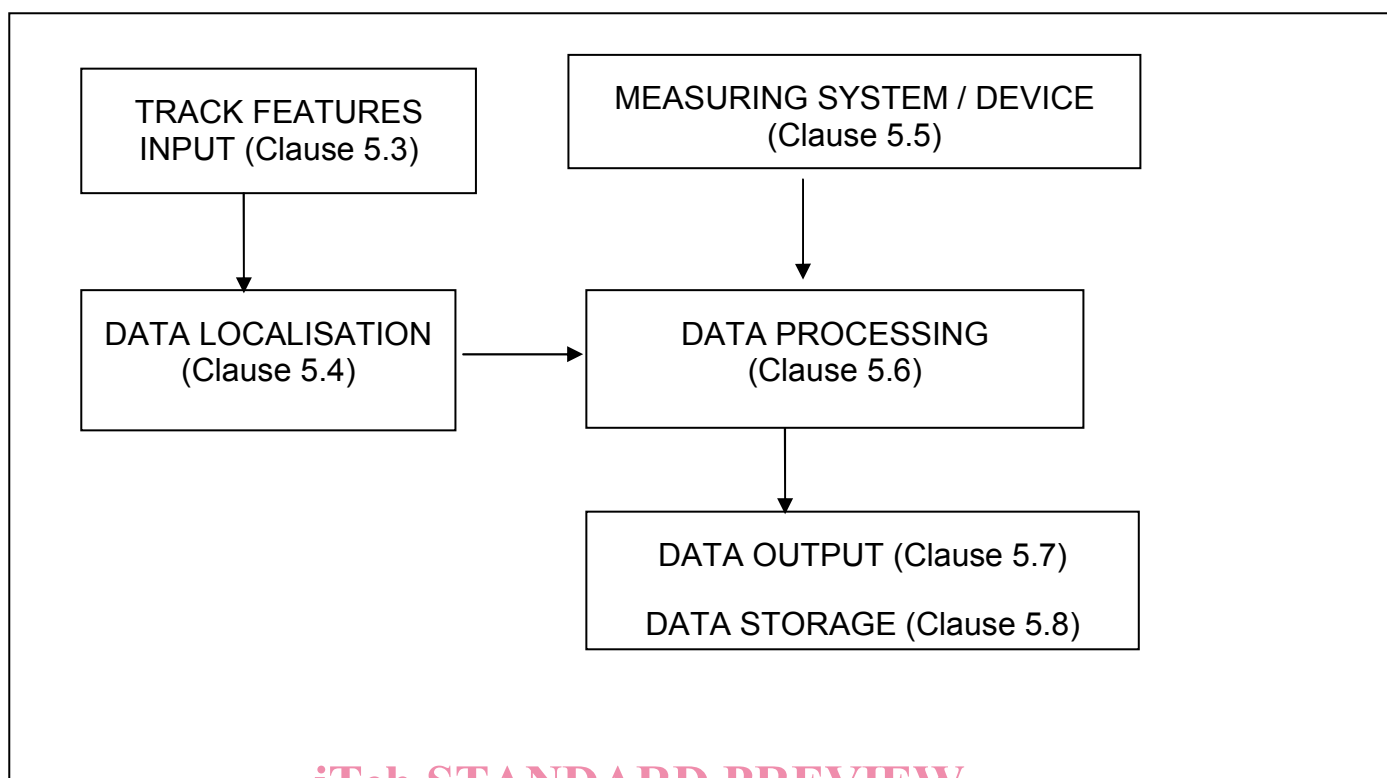 TRACK FEATURES
INPUT (Clause 5.3)
MEASURING SYSTEM / DEVICE
(Clause 5.5)
DATA LOCALISATION
(Clause 5.4)
DATA PROCESSING
(Clause 5.6)
DATA OUTPUT (Clause 5.7)
DATA STORAGE (Clause 5.8)
iTeh STANDARD PREVIEW